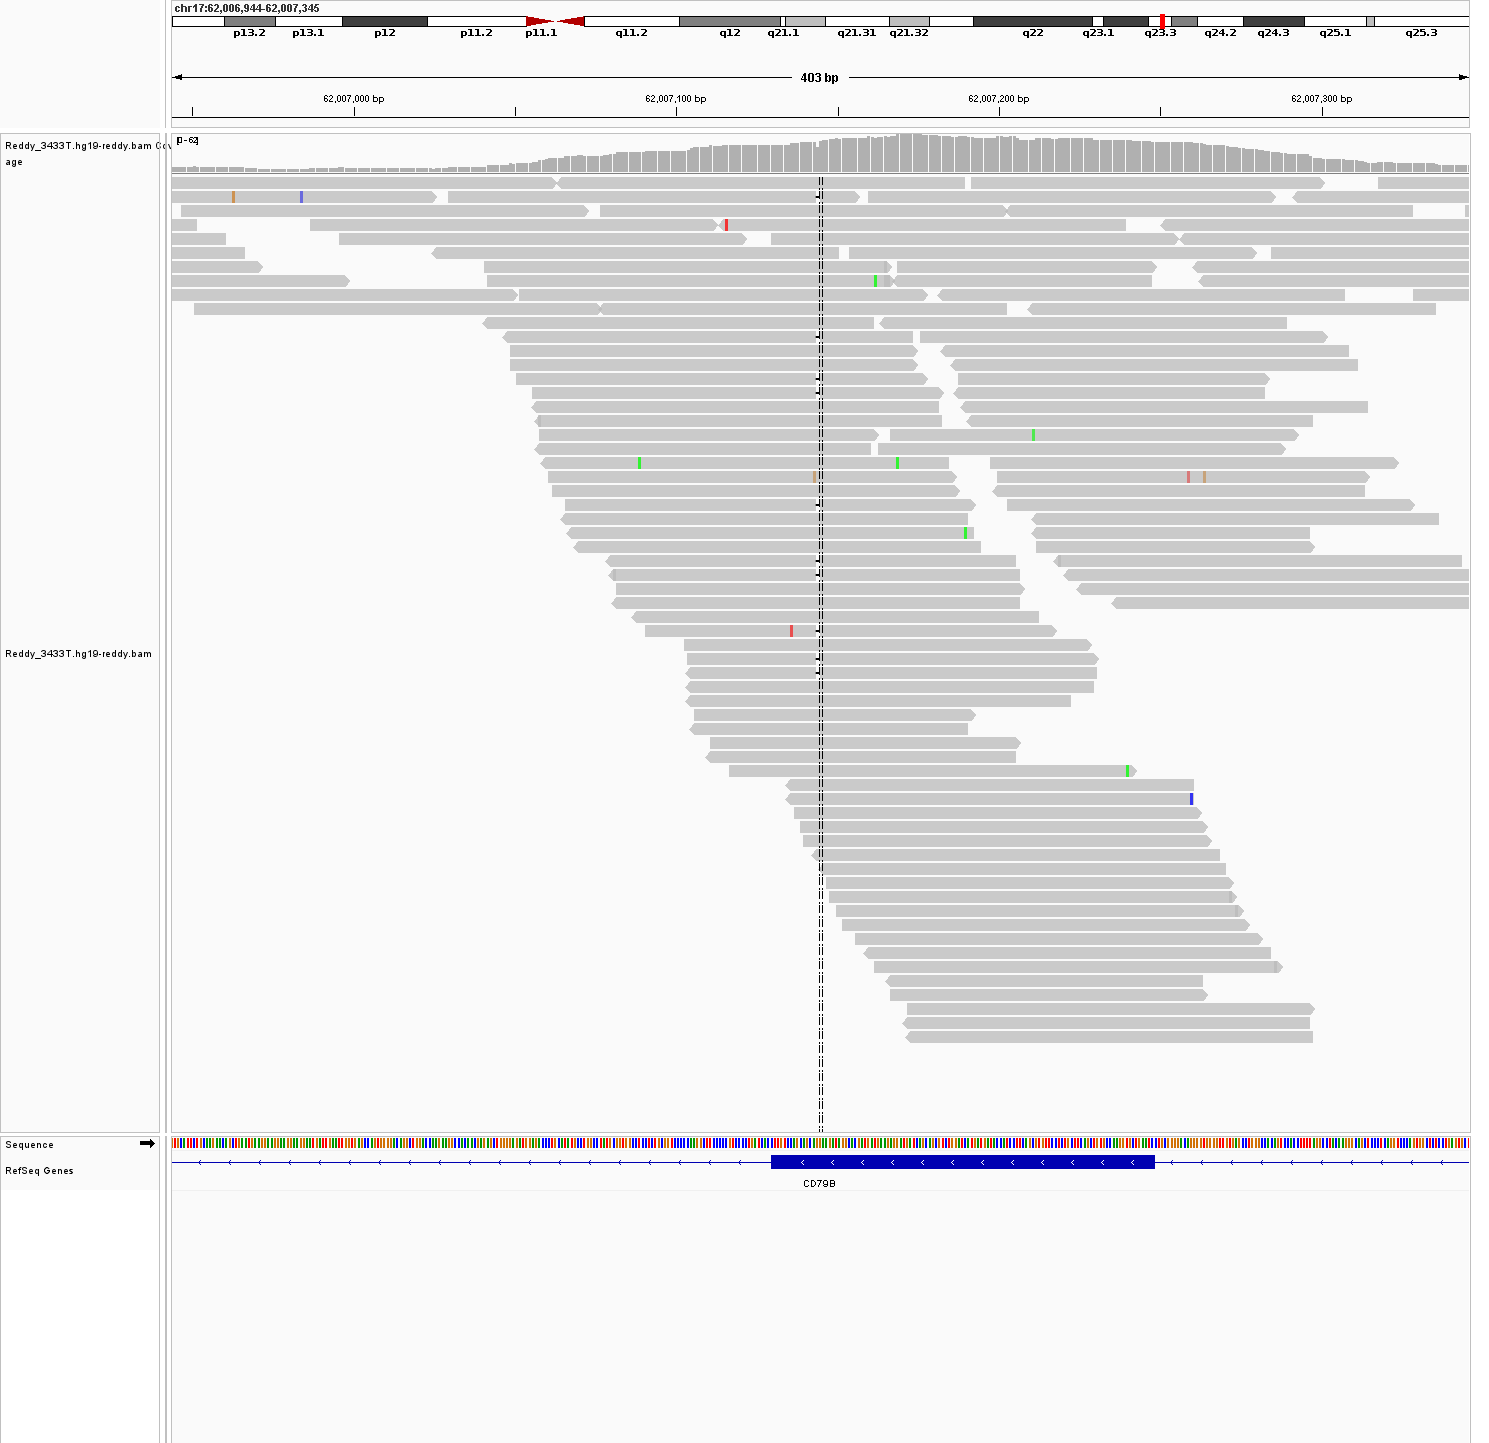 chr17:62,006,944-62,007,345
p13.2 p13.1 p12 p11.2 p11.1 q11.2 q12 q21.1 q21.31 q21.32 q22 q23.1 q23.3 q24.2 q24.3 q25.1 q25.3
403 bp
62,007,000 bp 62,007,100 bp 62,007,200 bp 62,007,300 bp
[0-62]
Reddy_3433T.hg19-reddy.bam Cov
age
Reddy_3433T.hg19-reddy.bam
Sequence
RefSeq Genes
CD79B